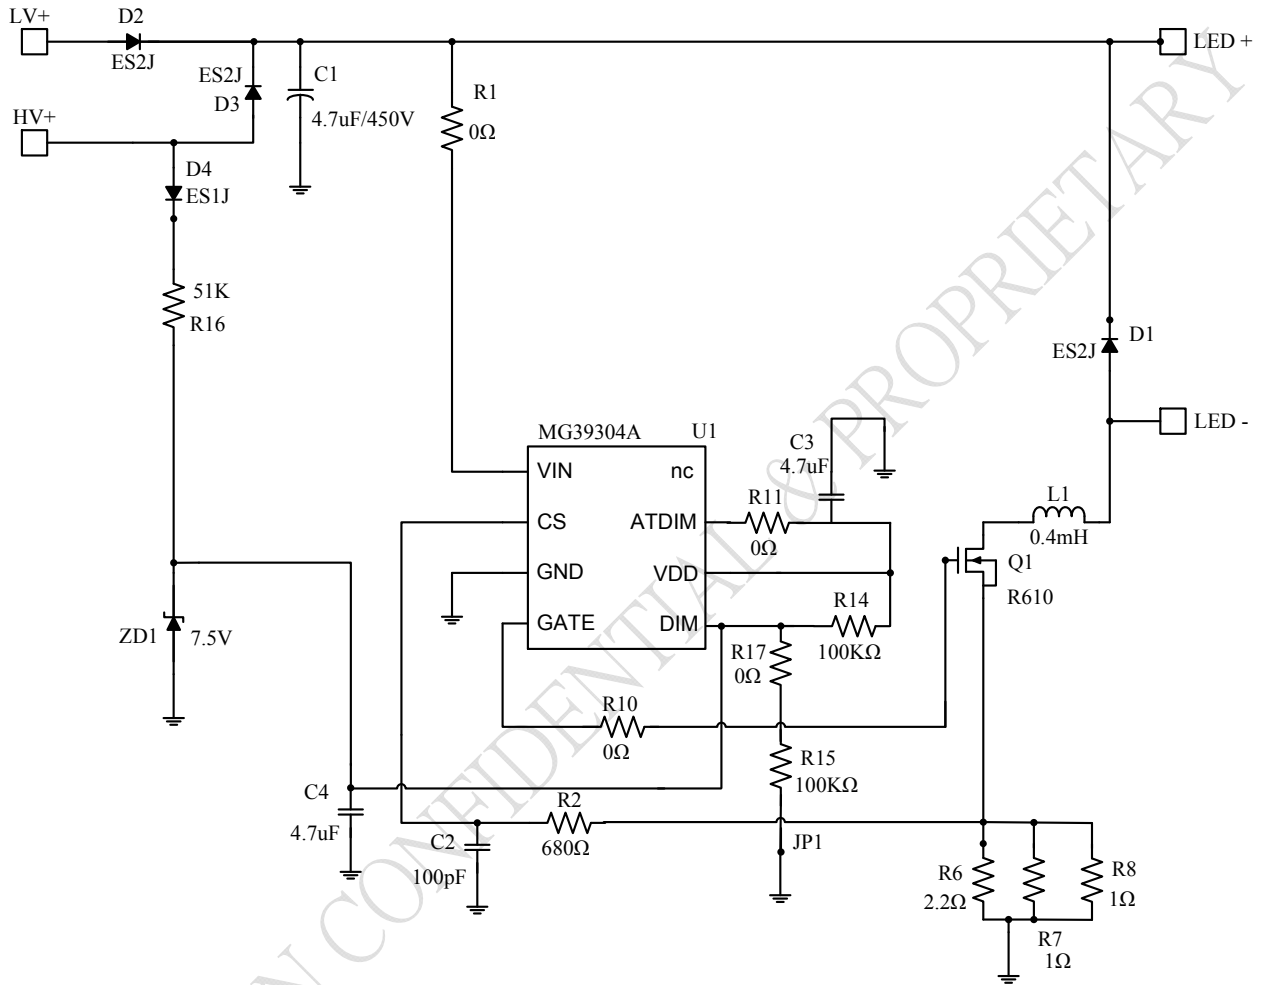 LV+
D2
ES2J
LED +
ES2J
D3
C1
4.7uF/450V
R1
0Ω
HV+
D4
ES1J
51K
R16
D1
ES2J
LED -
MG39304A
U1
VIN
nc
CS
ATDIM
GND
VDD
GATE
DIM
C3
4.7uF
R11
0Ω
L1
0.4mH
Q1
R610
R14
100KΩ
R17
0Ω
ZD1
7.5V
R10
0Ω
R15
100KΩ
C4
4.7uF
C2
100pF
R2
680Ω
JP1
R6
2.2Ω
R8
1Ω
R7
1Ω
N CONFIDENTIAL & PROPRIETARY